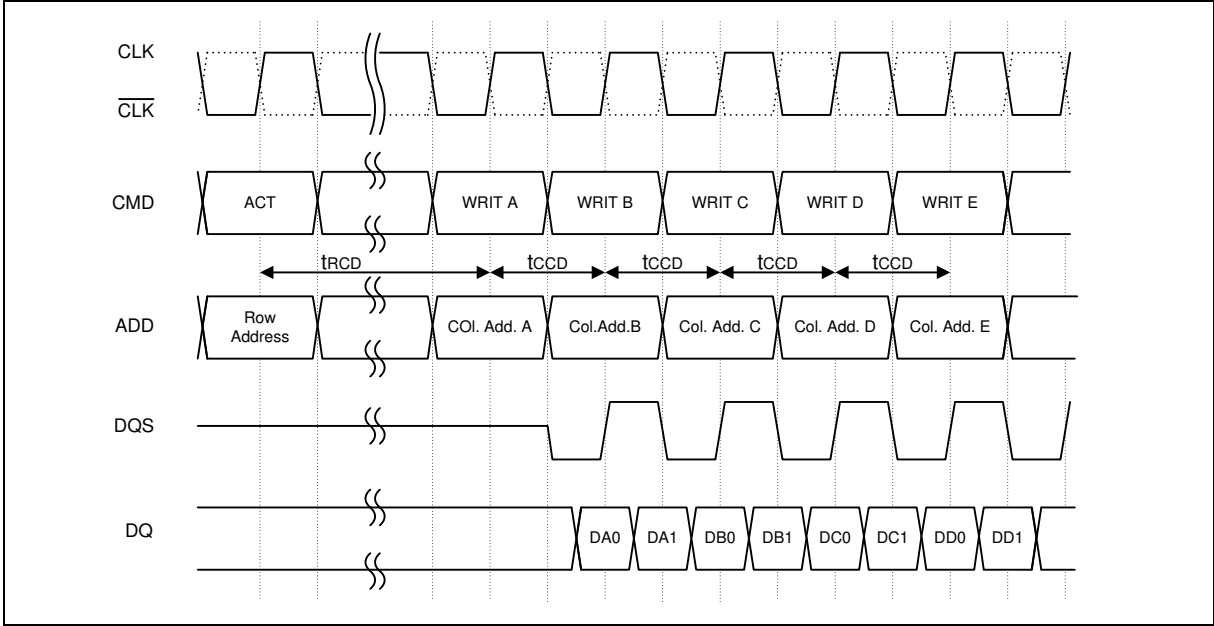 CLK
CLK
CMD
ACT
WRIT A
WRIT B
WRIT C
WRIT D
WRIT E
tRCD
tCCD
tCCD
tCCD
tCCD
ADD
Row
Address
COl. Add. A
Col.Add.B
Col. Add. C
Col. Add. D
Col. Add. E
DQS
DQ
DA0
DA1
DB0
DB1
DC0
DC1
DD0
DD1